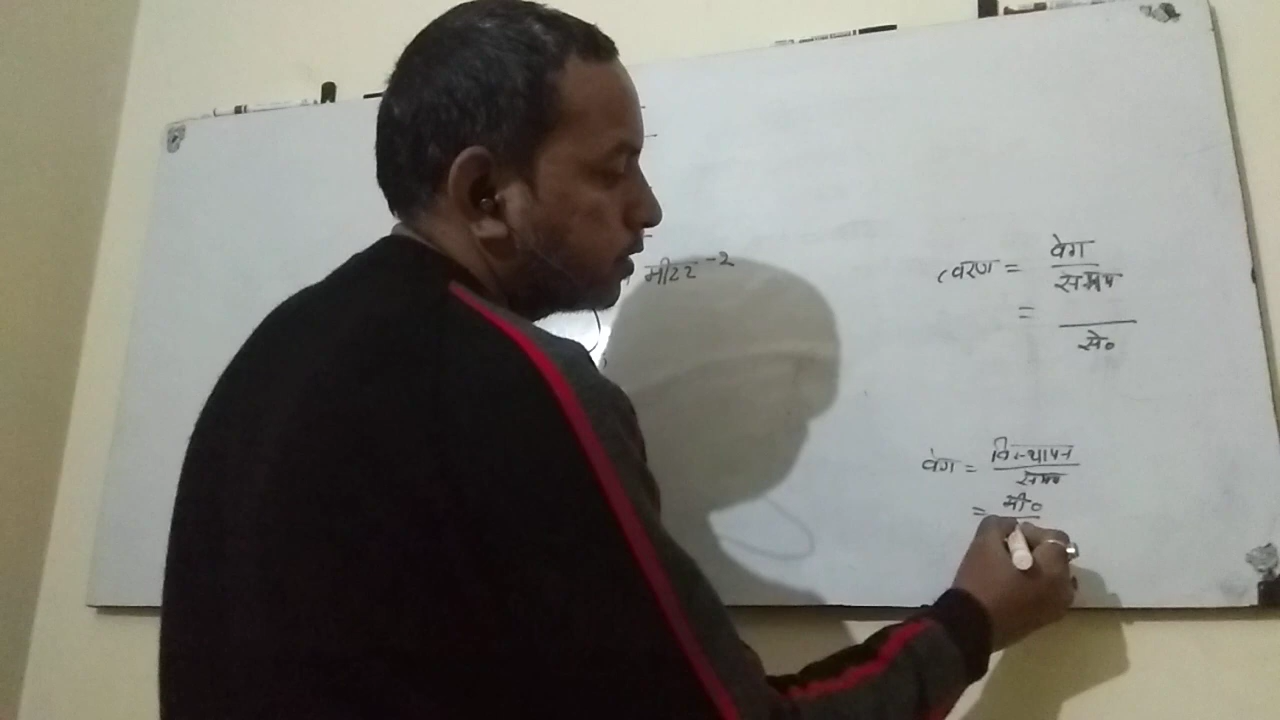 मीटर -2
त्वरण = वेग
समय
=
से०
वेग = विस्थापन
समय
= मी०